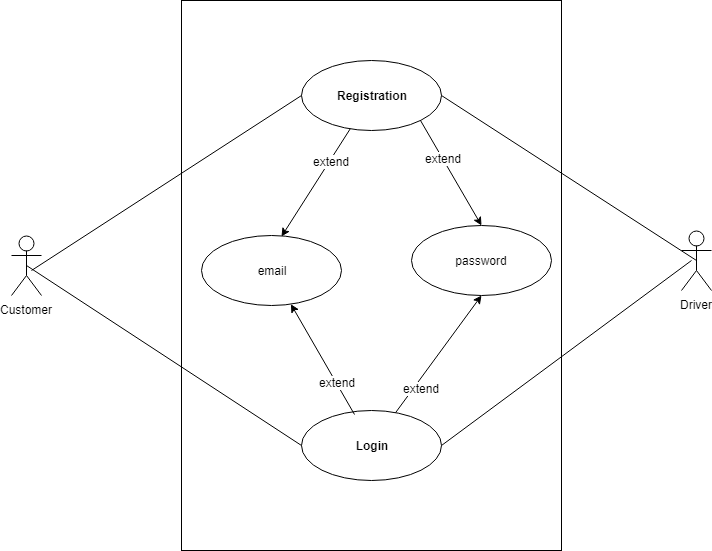 Registration
extend
extend
email
password
Customer
Driver
extend
extend
Login